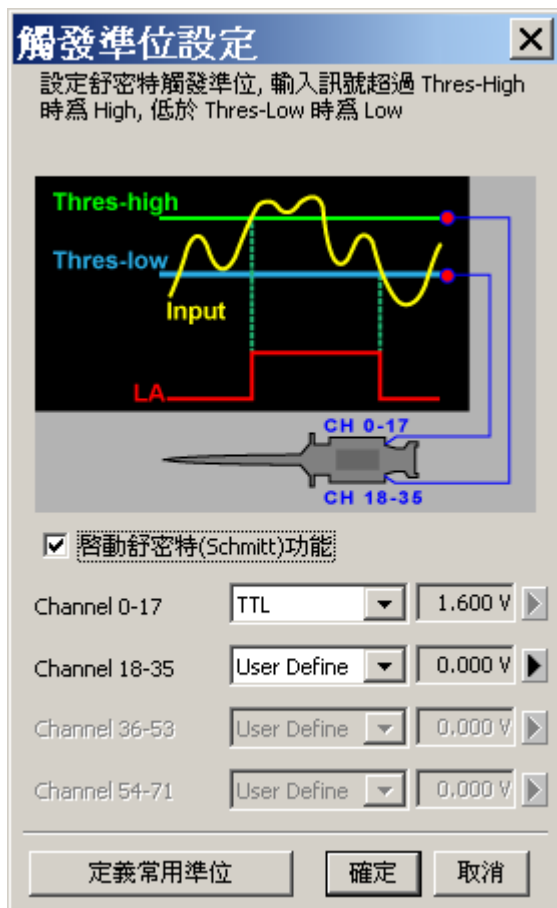 觸發準位設定
設定舒密特觸發準位, 輸入訊號超過 Thres-High
時爲 High, 低於 Thres-Low 時爲 Low
Thres-high
Thres-low
Input
LA
CH 0-17
CH 18-35
啓動舒密特(Schmitt)功能
Channel 0-17 TTL 1.600 V
Channel 18-35 User Define 0.000 V
Channel 36-53 User Define 0.000 V
Channel 54-71 User Define 0.000 V
定義常用準位 確定 取消